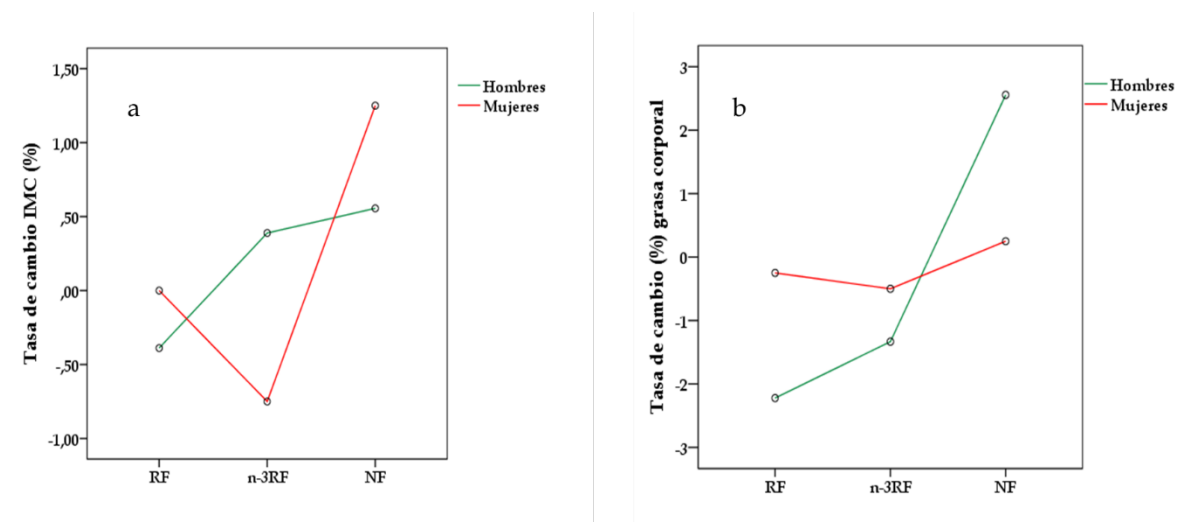 a
Tasa de cambio IMC (%)
1,50
1,00
,50
,00
-,50
-1,00
RF
n-3RF
NF
Hombres
Mujeres
b
Tasa de cambio (%) grasa corporal
3
2
1
0
-1
-2
-3
RF
n-3RF
NF
Hombres
Mujeres